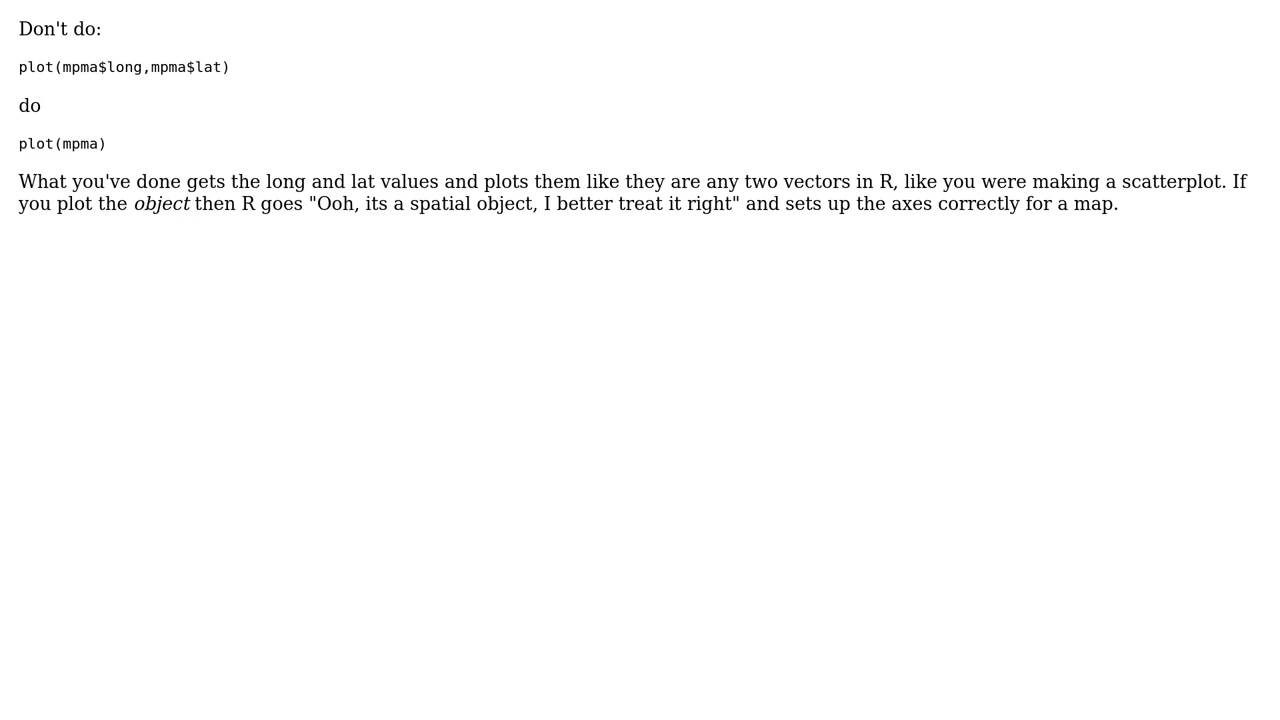 Don't do:
plot(mpma$long,mpma$lat)
do
plot(mpma)
What you've done gets the long and lat values and plots them like they are any two vectors in R, like you were making a scatterplot. If
you plot the object then R goes "Ooh, its a spatial object, I better treat it right" and sets up the axes correctly for a map.